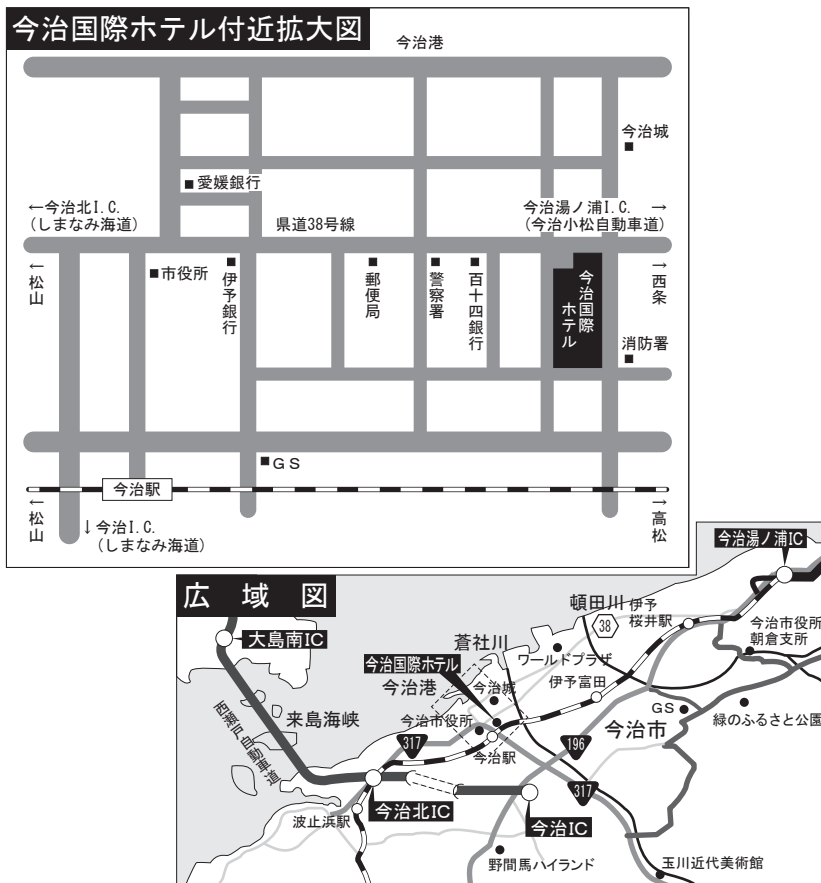 今治国際ホテル付近拡大図
今治港
今治城
愛媛銀行
←今治北I.C.
(しまなみ海道)
県道38号線
今治湯ノ浦I.C. →
(今治小松自動車道)
←松山
市役所
伊予銀行
郵便局
警察署
百十四銀行
今治国際
ホテル
→西条
消防署
GS
今治駅
←松山
↓今治I.C.
(しまなみ海道)
→高松
広域図
今治湯ノ浦IC
大島南IC
頓田川
38
伊予
桜井駅
今治市役所
朝倉支所
蒼社川
ワールドプラザ
今治国際ホテル
伊予富田
今治港
今治城
GS
緑のふるさと公園
西瀬戸自動車道
来島海峡
今治市役所
317
今治駅
196
今治市
317
今治北IC
今治IC
波止浜駅
野間馬ハイランド
玉川近代美術館